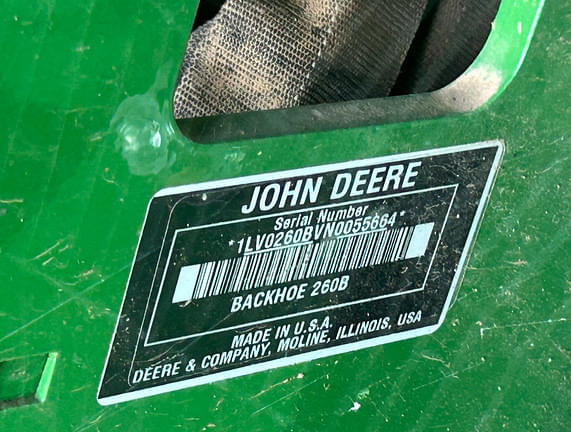 JOHN DEERE
Serial Number
*1LV0260BVN0055664*
BACKHOE 260B
MADE IN U.S.A.
DEERE & COMPANY, MOLINE, ILLINOIS, USA